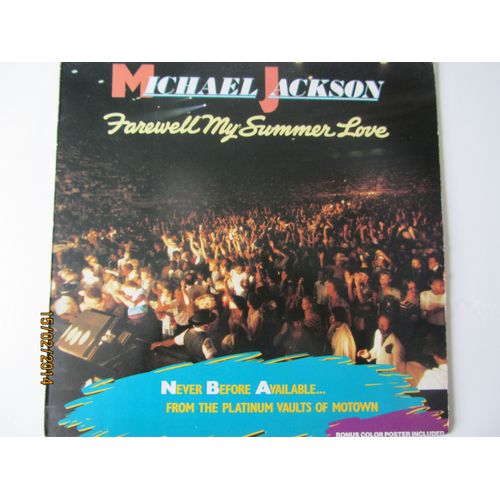 MICHAEL JACKSON
Farewell My Summer Love
NEVER BEFORE AVAILABLE...
FROM THE PLATINUM VAULTS OF MOTOWN
BONUS COLOR POSTER INCLUDED
15/02/2014